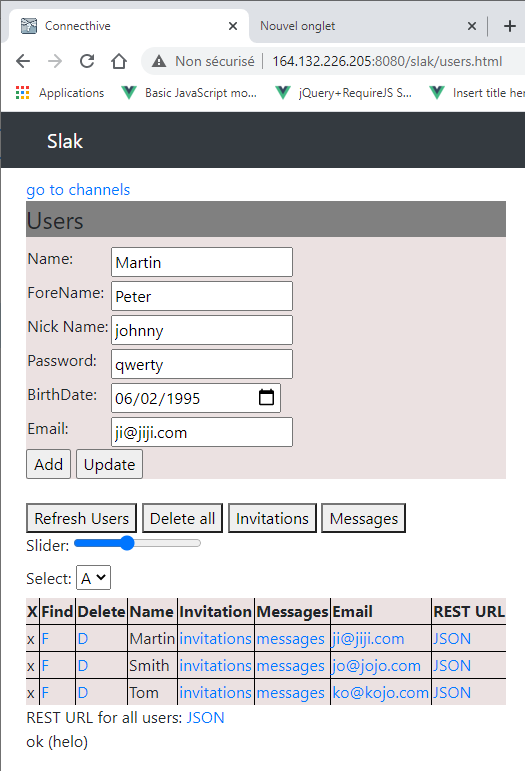 Connecthive
Nouvel onglet
Non sécurisé 164.132.226.205:8080/slak/users.html
Applications Basic JavaScript mo... jQuery+RequireJS S... Insert title her
Slak
go to channels
Users
Name: Martin
ForeName: Peter
Nick Name: johnny
Password: qwerty
BirthDate: 06/02/1995
Email: ji@jiji.com
Add Update
Refresh Users Delete all Invitations Messages
Slider:
Select: A
X Find Delete Name Invitation Messages Email REST URL
x F D Martin invitations messages ji@jiji.com JSON
x F D Smith invitations messages jo@jojo.com JSON
x F D Tom invitations messages ko@kojo.com JSON
REST URL for all users: JSON
ok (helo)